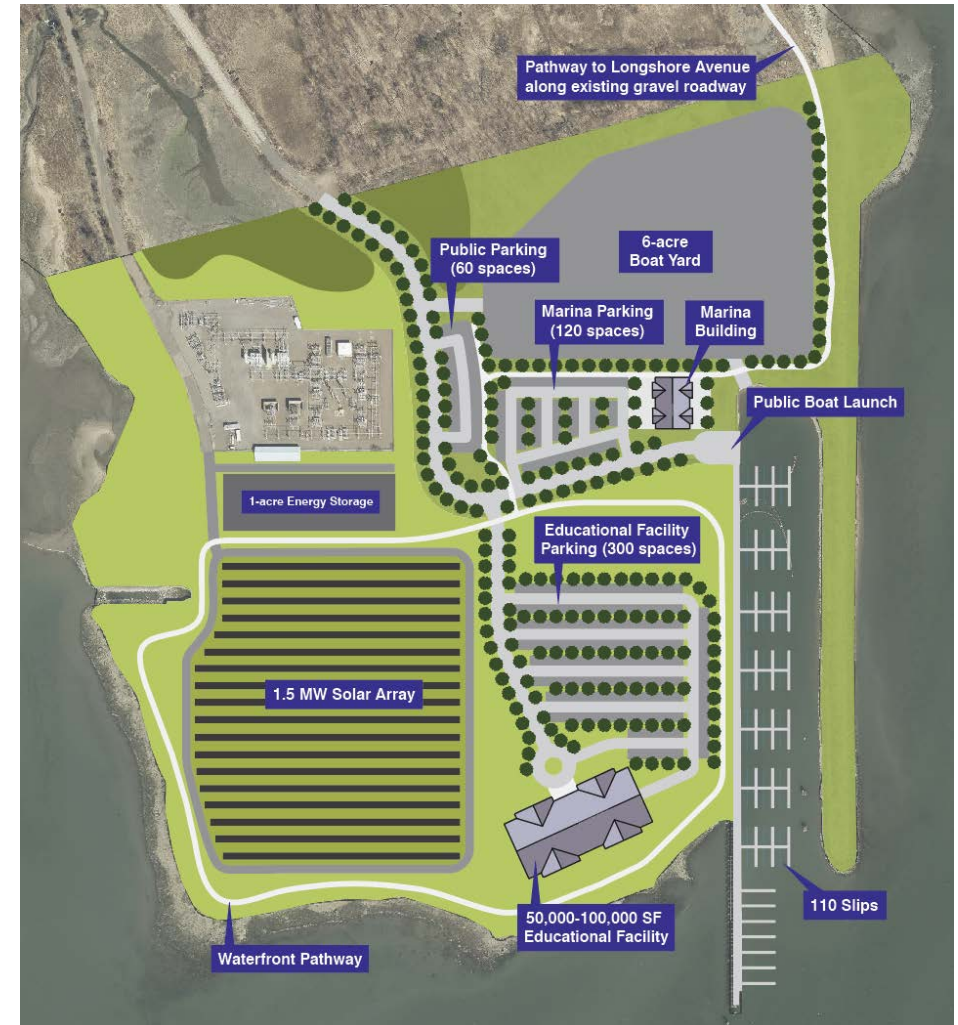 Pathway to Longshore Avenue
along existing gravel roadway
Public Parking
(60 spaces)
6-acre
Boat Yard
Marina Parking
(120 spaces)
Marina
Building
Public Boat Launch
1-acre Energy Storage
Educational Facility
Parking (300 spaces)
1.5 MW Solar Array
110 Slips
50,000-100,000 SF
Educational Facility
Waterfront Pathway